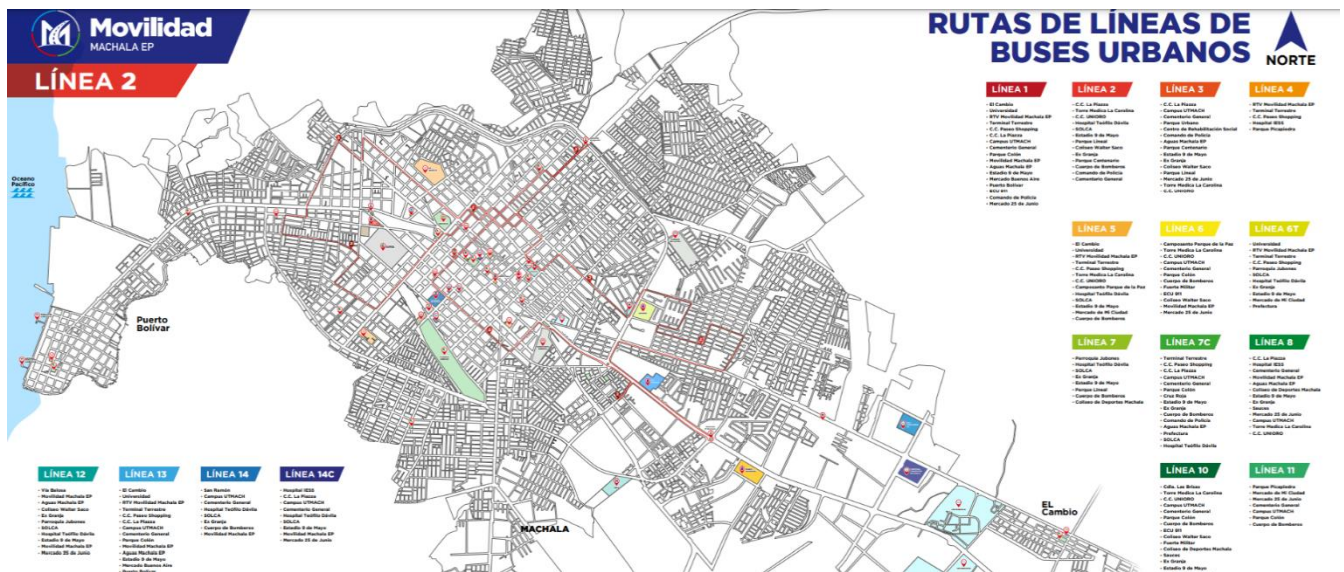 Movilidad
MACHALA EP
LÍNEA 2
RUTAS DE LÍNEAS DE
BUSES URBANOS
NORTE
Oceano
Pacífico
Puerto
Bolívar
MACHALA
EL
Cambio
LÍNEA 1
- El Cambio
- Universidad
- RTV Movilidad Machala EP
- Terminal Terrestre
- C.C. Paseo Shopping
- C.C. La Piazza
- Campus UTMACH
- Cementerio General
- Parque Colón
- Movilidad Machala EP
- Aguas Machala EP
- Estadio 9 de Mayo
- Mercado Buenos Aire
- Puerto Bolívar
- ECU 911
- Comando de Policía
- Mercado 25 de Junio
LÍNEA 2
- C.C. La Piazza
- Torre Medica La Carolina
- C.C. UNIORO
- Hospital Teófilo Dávila
- SOLCA
- Estadio 9 de Mayo
- Parque Lineal
- Coliseo Walter Saco
- Ex Granja
- Parque Centenario
- Cuerpo de Bomberos
- Comando de Policía
- Cementerio General
LÍNEA 3
- C.C. La Piazza
- Campus UTMACH
- Cementerio General
- Parque Urbano
- Centro de Rehabilitación Social
- Comando de Policía
- Aguas Machala EP
- Parque Centenario
- Estadio 9 de Mayo
- Ex Granja
- Coliseo Walter Saco
- Parque Lineal
- Mercado 25 de Junio
- Torre Medica La Carolina
- C.C. UNIORO
LÍNEA 4
- RTV Movilidad Machala EP
- Terminal Terrestre
- C.C. Paseo Shopping
- Hospital IESS
- Parque Picapiedra
LÍNEA 5
- El Cambio
- Universidad
- RTV Movilidad Machala EP
- Terminal Terrestre
- C.C. Paseo Shopping
- Torre Medica La Carolina
- C.C. UNIORO
- Camposanto Parque de la Paz
- Hospital Teófilo Dávila
- SOLCA
- Estadio 9 de Mayo
- Mercado de Mi Ciudad
- Cuerpo de Bomberos
LÍNEA 6
- Camposanto Parque de la Paz
- Torre Medica La Carolina
- C.C. UNIORO
- Campus UTMACH
- Cementerio General
- Parque Colón
- Cuerpo de Bomberos
- Fuerte Militar
- ECU 911
- Coliseo Walter Saco
- Movilidad Machala EP
- Mercado 25 de Junio
LÍNEA 6T
- Universidad
- RTV Movilidad Machala EP
- Terminal Terrestre
- C.C. Paseo Shopping
- Parroquia Jubones
- SOLCA
- Hospital Teófilo Dávila
- Ex Granja
- Estadio 9 de Mayo
- Mercado de Mi Ciudad
- Prefectura
LÍNEA 7
- Parroquia Jubones
- Hospital Teófilo Dávila
- SOLCA
- Ex Granja
- Estadio 9 de Mayo
- Parque Lineal
- Cuerpo de Bomberos
- Coliseo de Deportes Machala
LÍNEA 7C
- Terminal Terrestre
- C.C. Paseo Shopping
- C.C. La Piazza
- Campus UTMACH
- Cementerio General
- Parque Colón
- Cruz Roja
- Estadio 9 de Mayo
- Ex Granja
- Cuerpo de Bomberos
- Comando de Policía
- Aguas Machala EP
- Prefectura
- SOLCA
- Hospital Teófilo Dávila
LÍNEA 8
- C.C. La Piazza
- Hospital IESS
- Cementerio General
- Movilidad Machala EP
- Aguas Machala EP
- Coliseo de Deportes Machala
- Estadio 9 de Mayo
- Ex Granja
- Sauces
- Mercado 25 de Junio
- Campus UTMACH
- Torre Medica La Carolina
- C.C. UNIORO
LÍNEA 10
- Cdla. Las Brisas
- Torre Medica La Carolina
- C.C. UNIORO
- Campus UTMACH
- Cementerio General
- Parque Colón
- Cuerpo de Bomberos
- ECU 911
- Coliseo Walter Saco
- Fuerte Militar
- Coliseo de Deportes Machala
- Sauces
- Ex Granja
- Estadio 9 de Mayo
LÍNEA 11
- Parque Picapiedra
- Mercado de Mi Ciudad
- Mercado 25 de Junio
- Cementerio General
- Campus UTMACH
- Parque Colón
- Cuerpo de Bomberos
LÍNEA 12
- Vía Balosa
- Movilidad Machala EP
- Aguas Machala EP
- Coliseo Walter Saco
- Ex Granja
- Parroquia Jubones
- SOLCA
- Hospital Teófilo Dávila
- Estadio 9 de Mayo
- Movilidad Machala EP
- Mercado 25 de Junio
LÍNEA 13
- El Cambio
- Universidad
- RTV Movilidad Machala EP
- Terminal Terrestre
- C.C. Paseo Shopping
- C.C. La Piazza
- Campus UTMACH
- Cementerio General
- Parque Colón
- Movilidad Machala EP
- Aguas Machala EP
- Estadio 9 de Mayo
- Mercado Buenos Aire
- Puerto Bolívar
LÍNEA 14
- San Ramón
- Campus UTMACH
- Cementerio General
- Hospital Teófilo Dávila
- SOLCA
- Ex Granja
- Cuerpo de Bomberos
- Movilidad Machala EP
LÍNEA 14C
- Hospital IESS
- C.C. La Piazza
- Campus UTMACH
- Cementerio General
- Hospital Teófilo Dávila
- SOLCA
- Estadio 9 de Mayo
- Movilidad Machala EP
- Mercado 25 de Junio